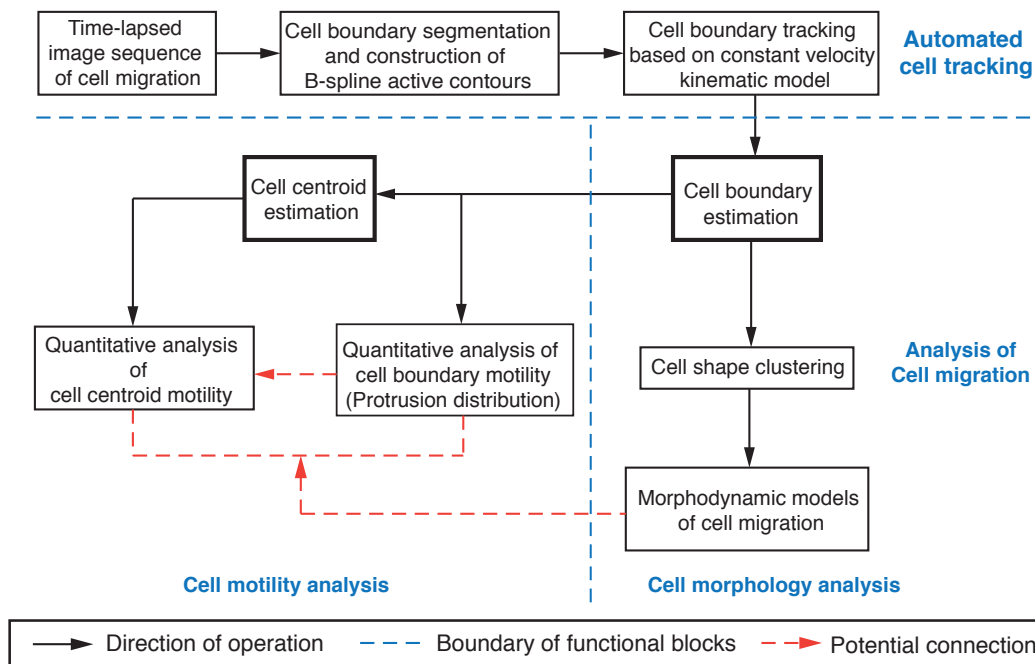 Time-lapsed
image sequence
of cell migration
Cell boundary segmentation
and construction of
B-spline active contours
Cell boundary tracking
based on constant velocity
kinematic model
Automated
cell tracking
Cell centroid
estimation
Cell boundary
estimation
Quantitative analysis
of
cell centroid motility
Quantitative analysis of
cell boundary motility
(Protrusion distribution)
Cell shape clustering
Analysis of
Cell migration
Morphodynamic models
of cell migration
Cell motility analysis
Cell morphology analysis
Direction of operation
Boundary of functional blocks
Potential connection